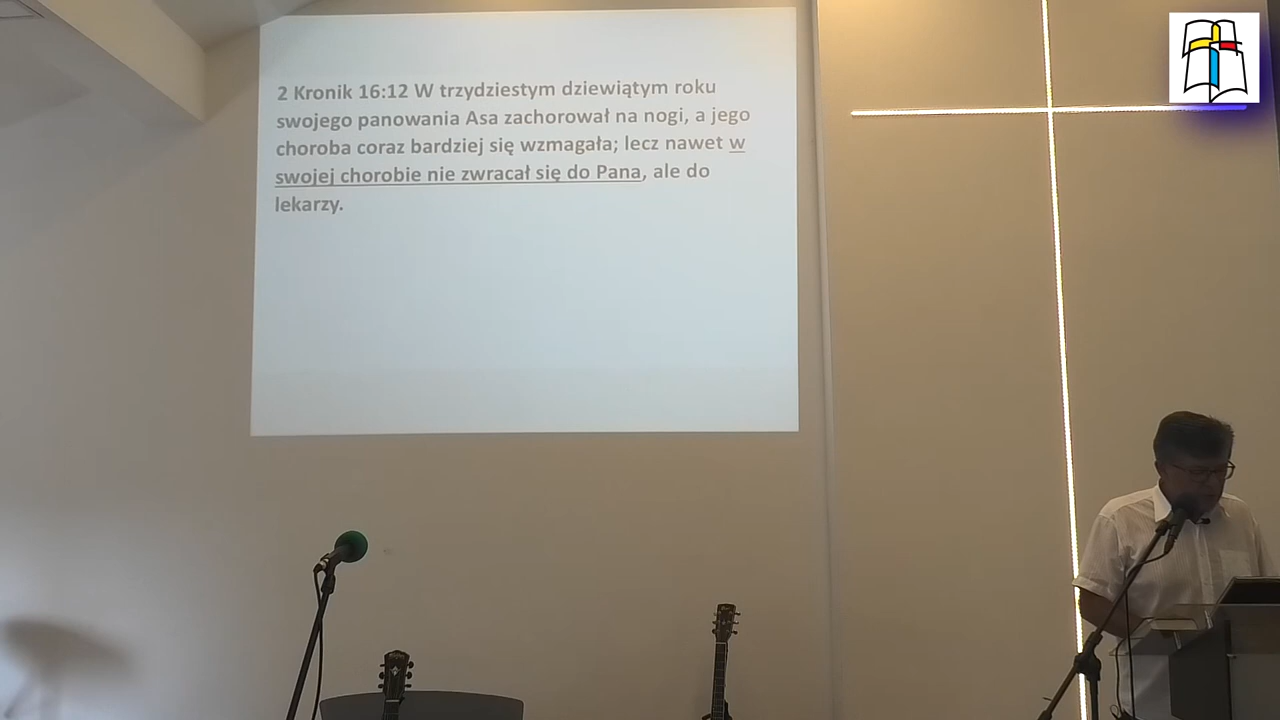 2 Kronik 16:12 W trzydziestym dziewiątym roku
swojego panowania Asa zachorował na nogi, a jego
choroba coraz bardziej się wzmagała; lecz nawet w
swojej chorobie nie zwracał się do Pana, ale do
lekarzy.